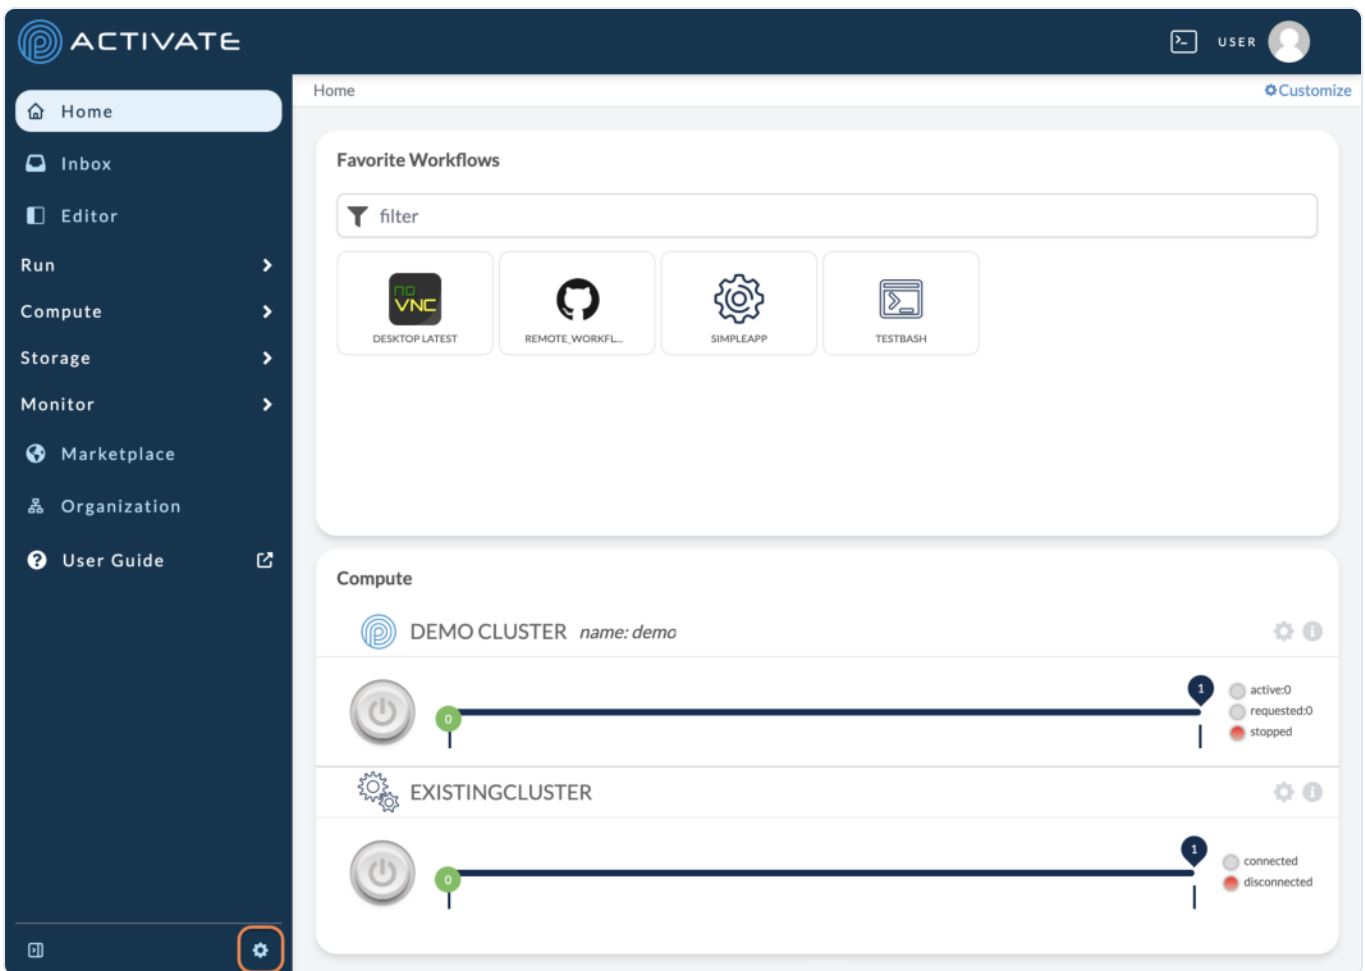 ACTIVATE
USER
Home
Inbox
Editor
Run
Compute
Storage
Monitor
Marketplace
Organization
User Guide
Home
Customize
Favorite Workflows
filter
noVNC
DESKTOP LATEST
REMOTE_WORKFL...
SIMPLEAPP
TESTBASH
Compute
DEMO CLUSTER name: demo
0
1
active:0
requested:0
stopped
EXISTINGCLUSTER
0
1
connected
disconnected